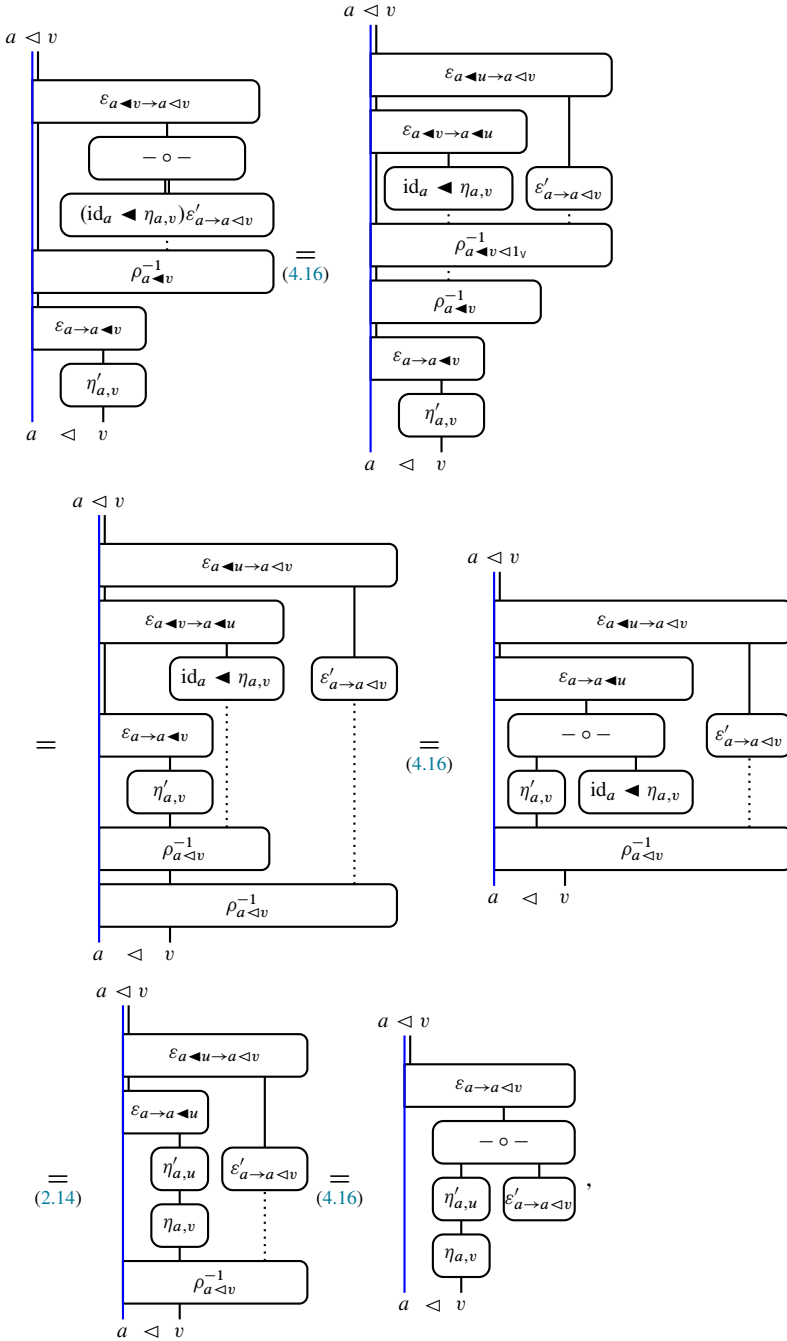 a ◁ v
ε_{a◀v→a◁v}
− ∘ −
(id_a ◀ η_{a,v})ε′_{a→a◁v}
ρ^{−1}_{a◀v}
ε_{a→a◀v}
η′_{a,v}
a ◁ v
=
(4.16)
a ◁ v
ε_{a◀u→a◁v}
ε_{a◀v→a◀u}
id_a ◀ η_{a,v} ε′_{a→a◁v}
ρ^{−1}_{a◀v◁1_V}
ρ^{−1}_{a◀v}
ε_{a→a◀v}
η′_{a,v}
a ◁ v
=
a ◁ v
ε_{a◀u→a◁v}
ε_{a◀v→a◀u}
id_a ◀ η_{a,v} ε′_{a→a◁v}
ε_{a→a◀v}
η′_{a,v}
ρ^{−1}_{a◁v}
ρ^{−1}_{a◁v}
a ◁ v
=
(4.16)
a ◁ v
ε_{a◀u→a◁v}
ε_{a→a◀u}
− ∘ − ε′_{a→a◁v}
η′_{a,v} id_a ◀ η_{a,v}
ρ^{−1}_{a◁v}
a ◁ v
=
(2.14)
a ◁ v
ε_{a◀u→a◁v}
ε_{a→a◀u}
η′_{a,u} ε′_{a→a◁v}
η_{a,v}
ρ^{−1}_{a◁v}
a ◁ v
=
(4.16)
a ◁ v
ε_{a→a◁v}
− ∘ −
η′_{a,u} ε′_{a→a◁v} ,
η_{a,v}
a ◁ v